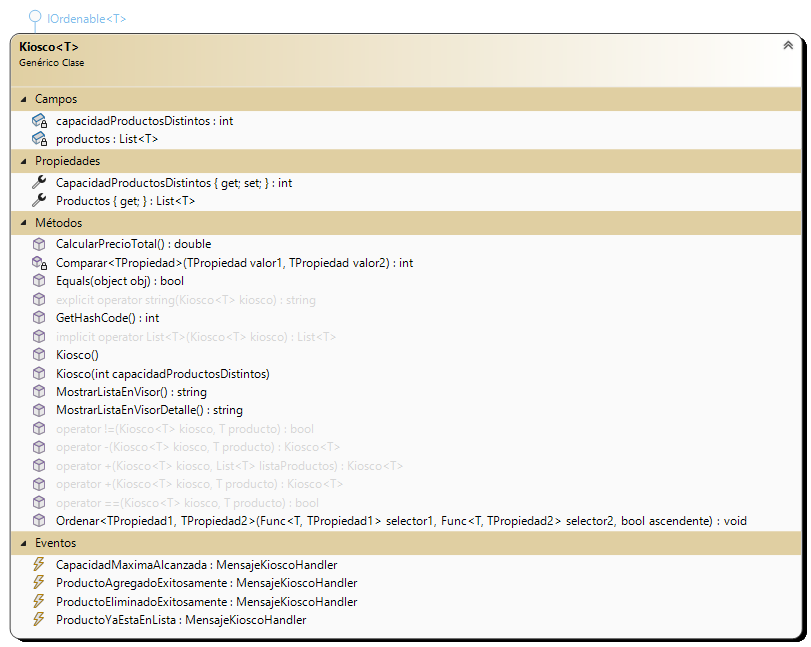 IOrdenable<T>
Kiosco<T>
Genérico Clase
Campos
capacidadProductosDistintos : int
productos : List<T>
Propiedades
CapacidadProductosDistintos { get; set; } : int
Productos { get; } : List<T>
Métodos
CalcularPrecioTotal() : double
Comparar<TPropiedad>(TPropiedad valor1, TPropiedad valor2) : int
Equals(object obj) : bool
explicit operator string(Kiosco<T> kiosco) : string
GetHashCode() : int
implicit operator List<T>(Kiosco<T> kiosco) : List<T>
Kiosco()
Kiosco(int capacidadProductosDistintos)
MostrarListaEnVisor() : string
MostrarListaEnVisorDetalle() : string
operator !=(Kiosco<T> kiosco, T producto) : bool
operator -(Kiosco<T> kiosco, T producto) : Kiosco<T>
operator +(Kiosco<T> kiosco, List<T> listaProductos) : Kiosco<T>
operator +(Kiosco<T> kiosco, T producto) : Kiosco<T>
operator ==(Kiosco<T> kiosco, T producto) : bool
Ordenar<TPropiedad1, TPropiedad2>(Func<T, TPropiedad1> selector1, Func<T, TPropiedad2> selector2, bool ascendente) : void
Eventos
CapacidadMaximaAlcanzada : MensajeKioscoHandler
ProductoAgregadoExitosamente : MensajeKioscoHandler
ProductoEliminadoExitosamente : MensajeKioscoHandler
ProductoYaEstaEnLista : MensajeKioscoHandler